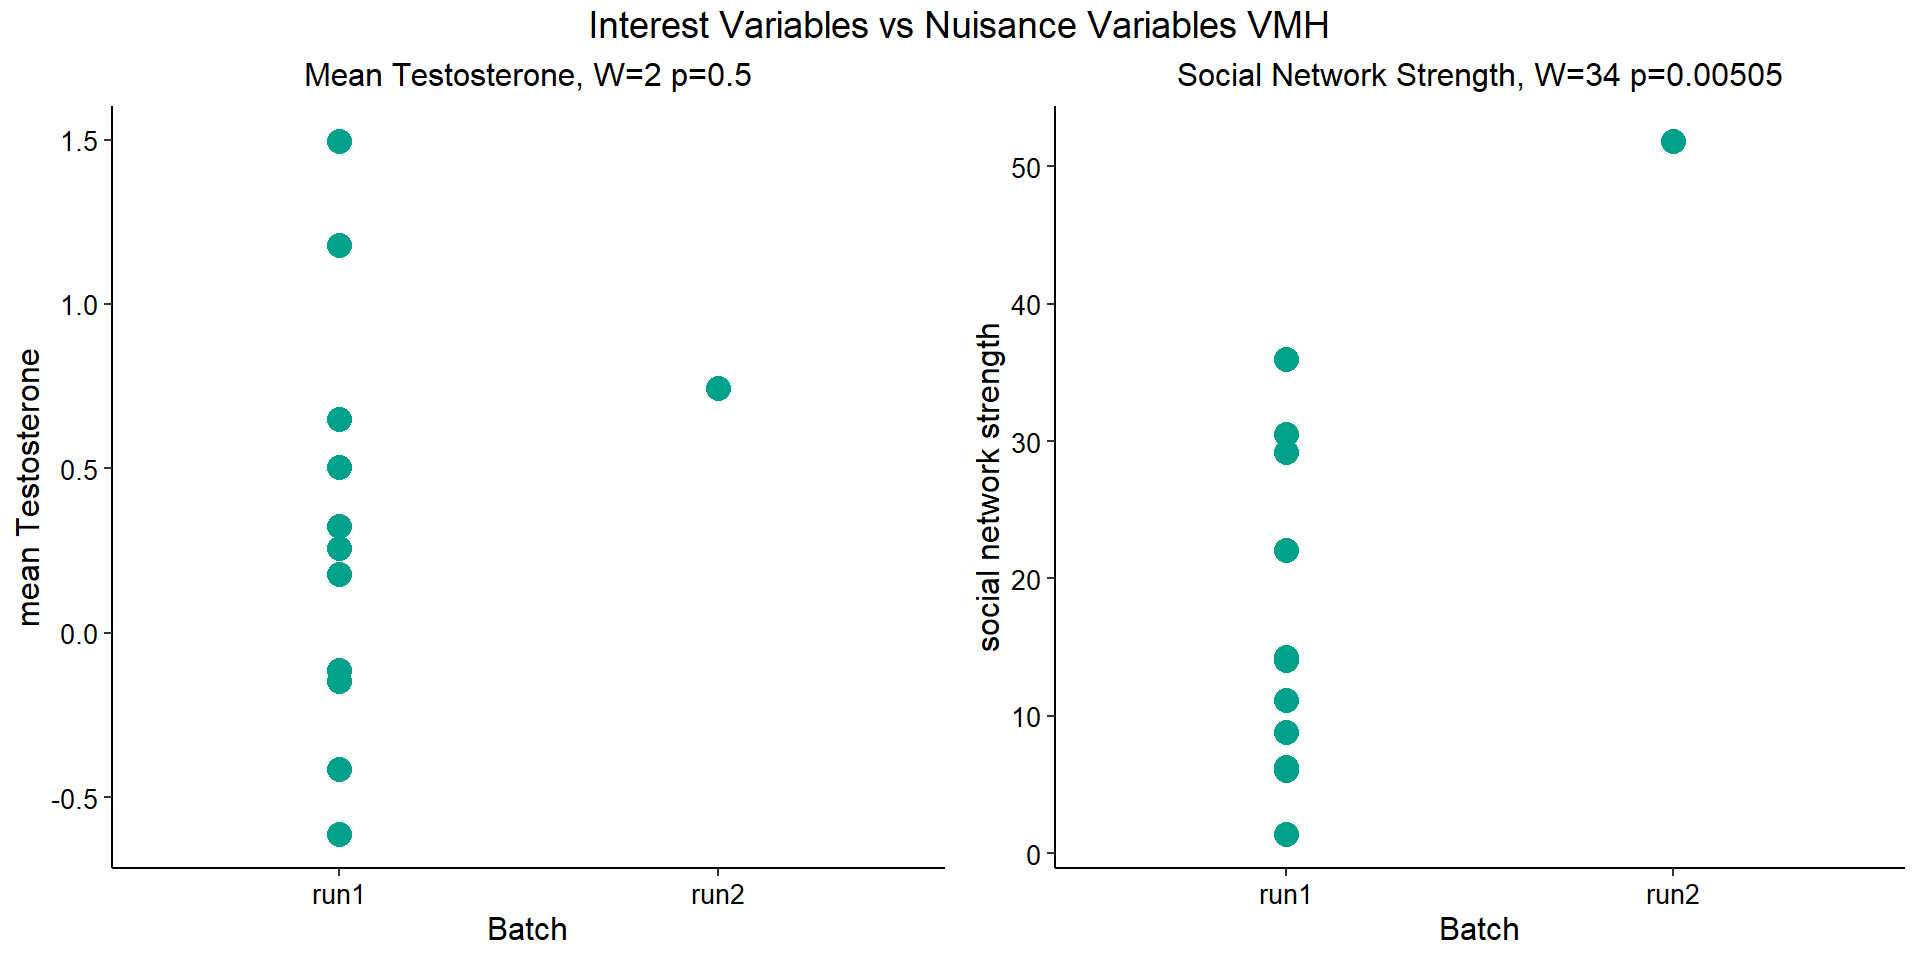 Interest Variables vs Nuisance Variables VMH
Mean Testosterone, W=2 p=0.5
mean Testosterone
1.5
1.0
0.5
0.0
-0.5
run1
run2
Batch
Social Network Strength, W=34 p=0.00505
social network strength
50
40
30
20
10
0
run1
run2
Batch